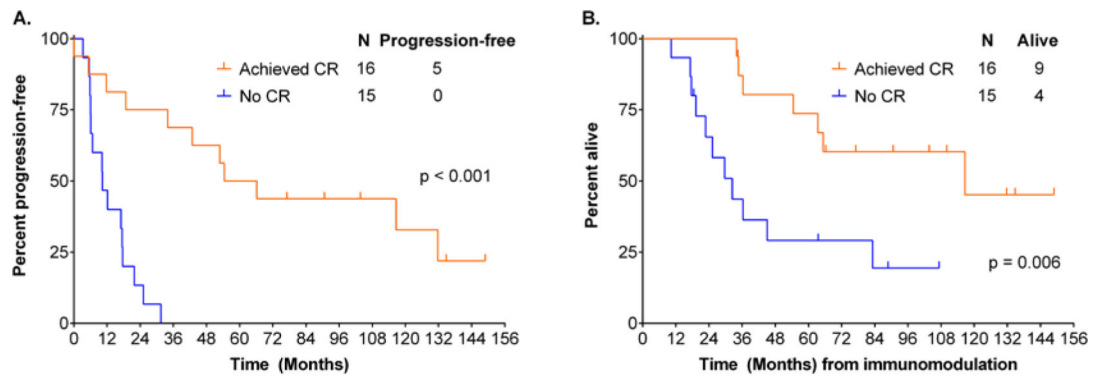 A.
N Progression-free
Achieved CR 16 5
No CR 15 0
p < 0.001
Percent progression-free
100
75
50
25
0
0 12 24 36 48 60 72 84 96 108 120 132 144 156
Time (Months)
B.
N Alive
Achieved CR 16 9
No CR 15 4
p = 0.006
Percent alive
100
75
50
25
0
0 12 24 36 48 60 72 84 96 108 120 132 144 156
Time (Months) from immunomodulation